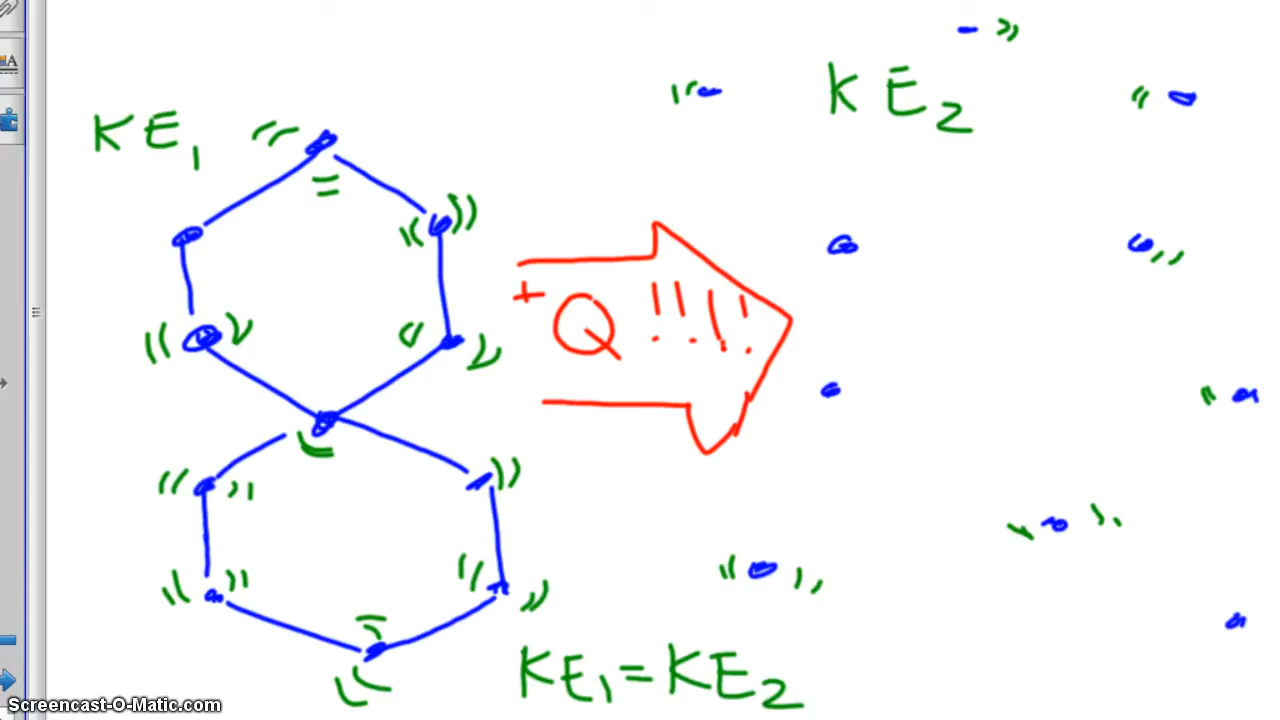 KE₁
KE₂
+Q!!!!
KE₁=KE₂
Screencast-O-Matic.com